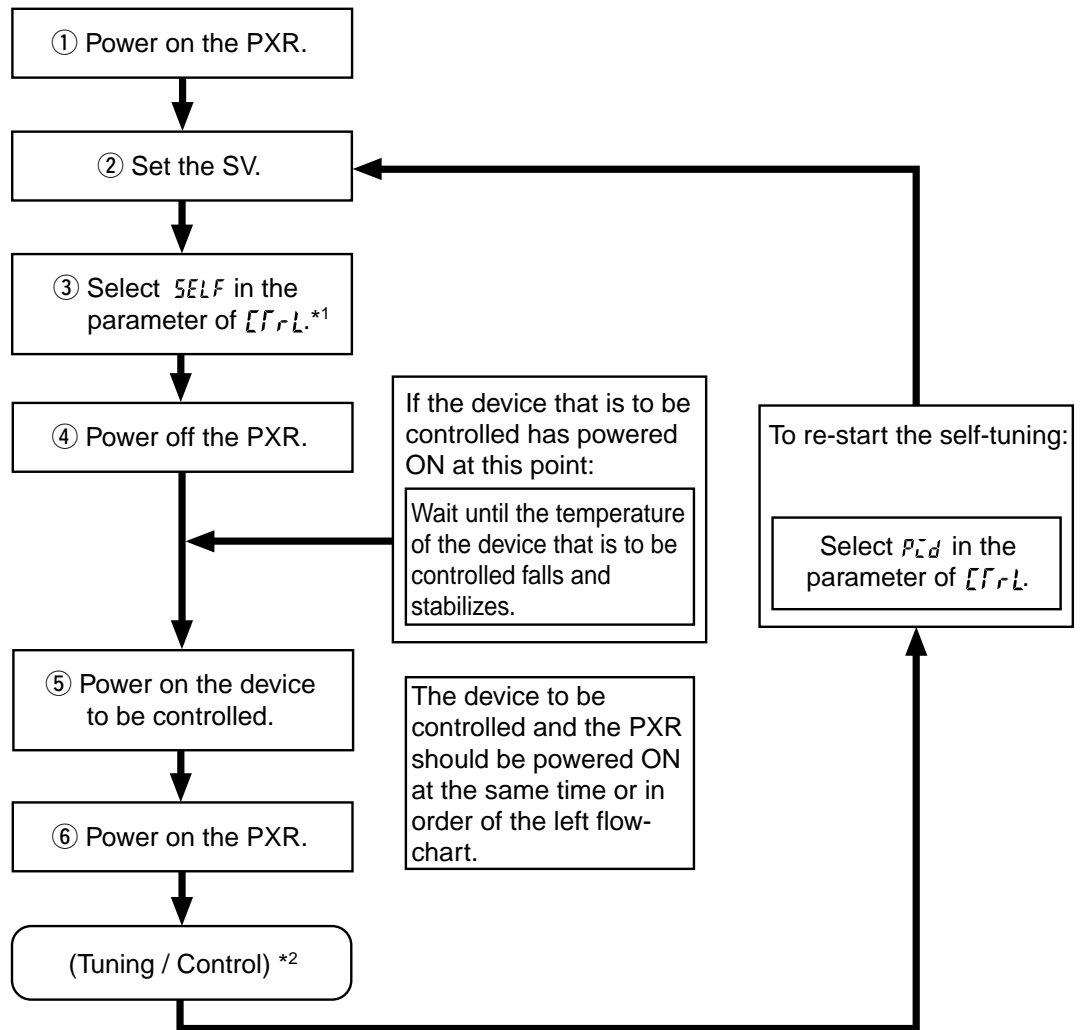 ① Power on the PXR.
② Set the SV.
③ Select SELF in the
parameter of CTrL.*1
④ Power off the PXR.
If the device that is to be
controlled has powered
ON at this point:
Wait until the temperature
of the device that is to be
controlled falls and
stabilizes.
To re-start the self-tuning:
Select Pid in the
parameter of CTrL.
⑤ Power on the device
to be controlled.
The device to be
controlled and the PXR
should be powered ON
at the same time or in
order of the left flow-
chart.
⑥ Power on the PXR.
(Tuning / Control) *2